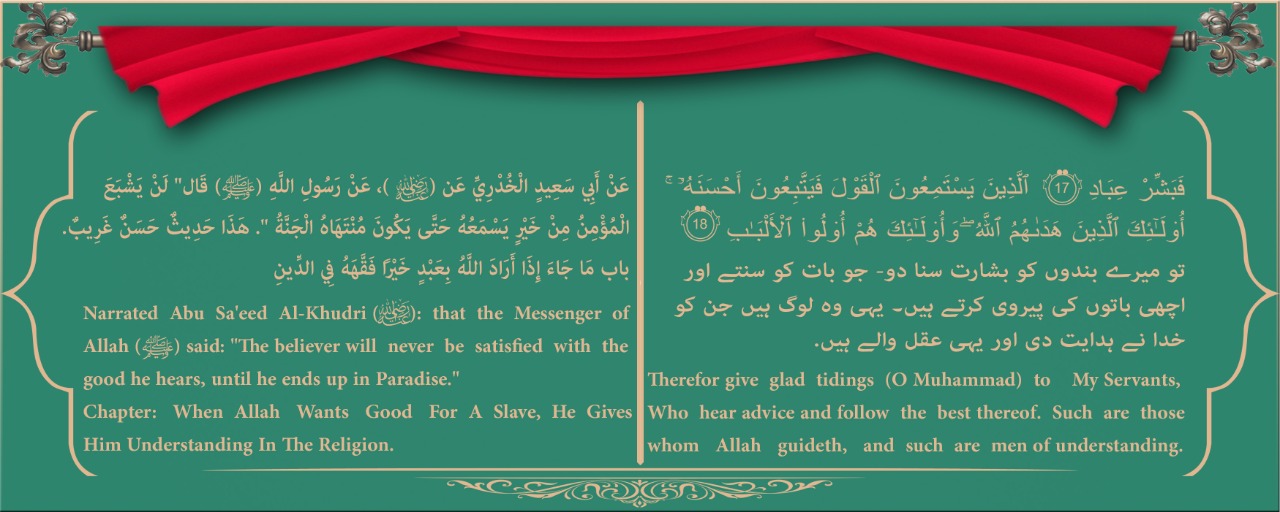 فَبَشِّرْ عِبَادِ ۝17 ٱلَّذِينَ يَسْتَمِعُونَ ٱلْقَوْلَ فَيَتَّبِعُونَ أَحْسَنَهُۥٓ ۚ
أُو۟لَـٰٓئِكَ ٱلَّذِينَ هَدَىٰهُمُ ٱللَّهُ ۖ وَأُو۟لَـٰٓئِكَ هُمْ أُو۟لُوا۟ ٱلْأَلْبَـٰبِ ۝18
تو میرے بندوں کو بشارت سنا دو- جو بات کو سنتے اور
اچھی باتوں کی پیروی کرتے ہیں۔ یہی وہ لوگ ہیں جن کو
خدا نے ہدایت دی اور یہی عقل والے ہیں.
Therefor give glad tidings (O Muhammad) to My Servants,
Who hear advice and follow the best thereof. Such are those
whom Allah guideth, and such are men of understanding.
عَنْ أَبِي سَعِيدٍ الْخُدْرِيِّ عَن (رضي الله عنه)، عَنْ رَسُولِ اللَّهِ (ﷺ) قَال" لَنْ يَشْبَعَ
الْمُؤْمِنُ مِنْ خَيْرٍ يَسْمَعُهُ حَتَّى يَكُونَ مُنْتَهَاهُ الْجَنَّةُ ". هَذَا حَدِيثٌ حَسَنٌ غَرِيبٌ.
باب مَا جَاءَ إِذَا أَرَادَ اللَّهُ بِعَبْدٍ خَيْرًا فَقَّهَهُ فِي الدِّينِ
Narrated Abu Sa'eed Al-Khudri (رضي الله عنه): that the Messenger of
Allah (ﷺ) said: "The believer will never be satisfied with the
good he hears, until he ends up in Paradise."
Chapter: When Allah Wants Good For A Slave, He Gives
Him Understanding In The Religion.